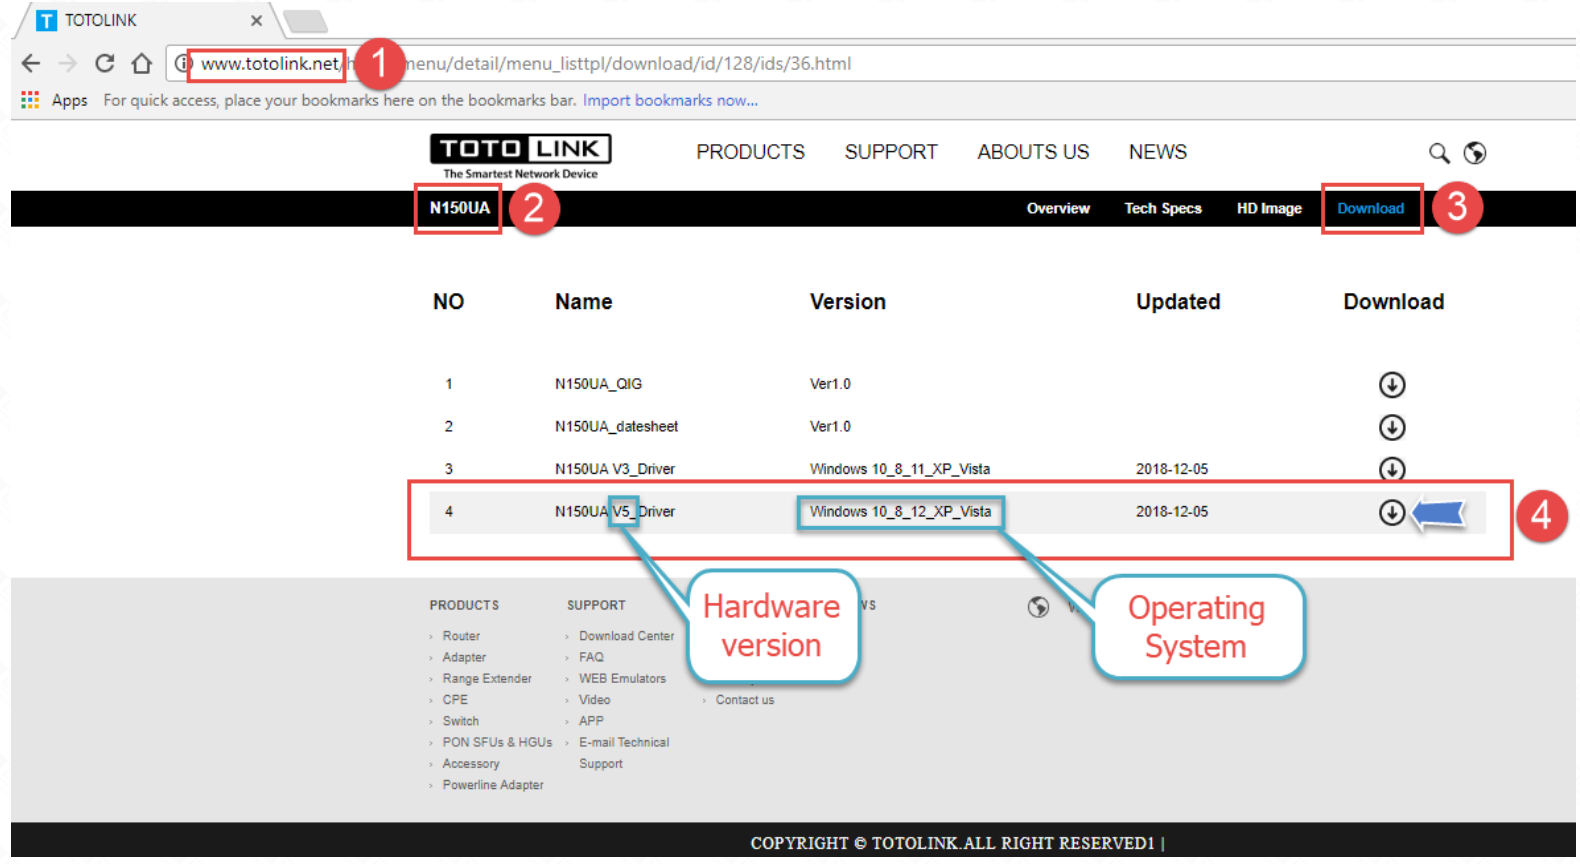 TOTOLINK
www.totolink.net/h menu/detail/menu_listtpl/download/id/128/ids/36.html
1
Apps For quick access, place your bookmarks here on the bookmarks bar. Import bookmarks now...
TOTO LINK
The Smartest Network Device
PRODUCTS SUPPORT ABOUTS US NEWS
N150UA 2 Overview Tech Specs HD Image Download 3
NO Name Version Updated Download
1 N150UA_QIG Ver1.0
2 N150UA_datesheet Ver1.0
3 N150UA V3_Driver Windows 10_8_11_XP_Vista 2018-12-05
4 N150UA V5_Driver Windows 10_8_12_XP_Vista 2018-12-05 4
Hardware
version
Operating
System
PRODUCTS
Router
Adapter
Range Extender
CPE
Switch
PON SFUs & HGUs
Accessory
Powerline Adapter
SUPPORT
Download Center
FAQ
WEB Emulators
Video
APP
E-mail Technical
Support
Contact us
COPYRIGHT © TOTOLINK.ALL RIGHT RESERVED1 |